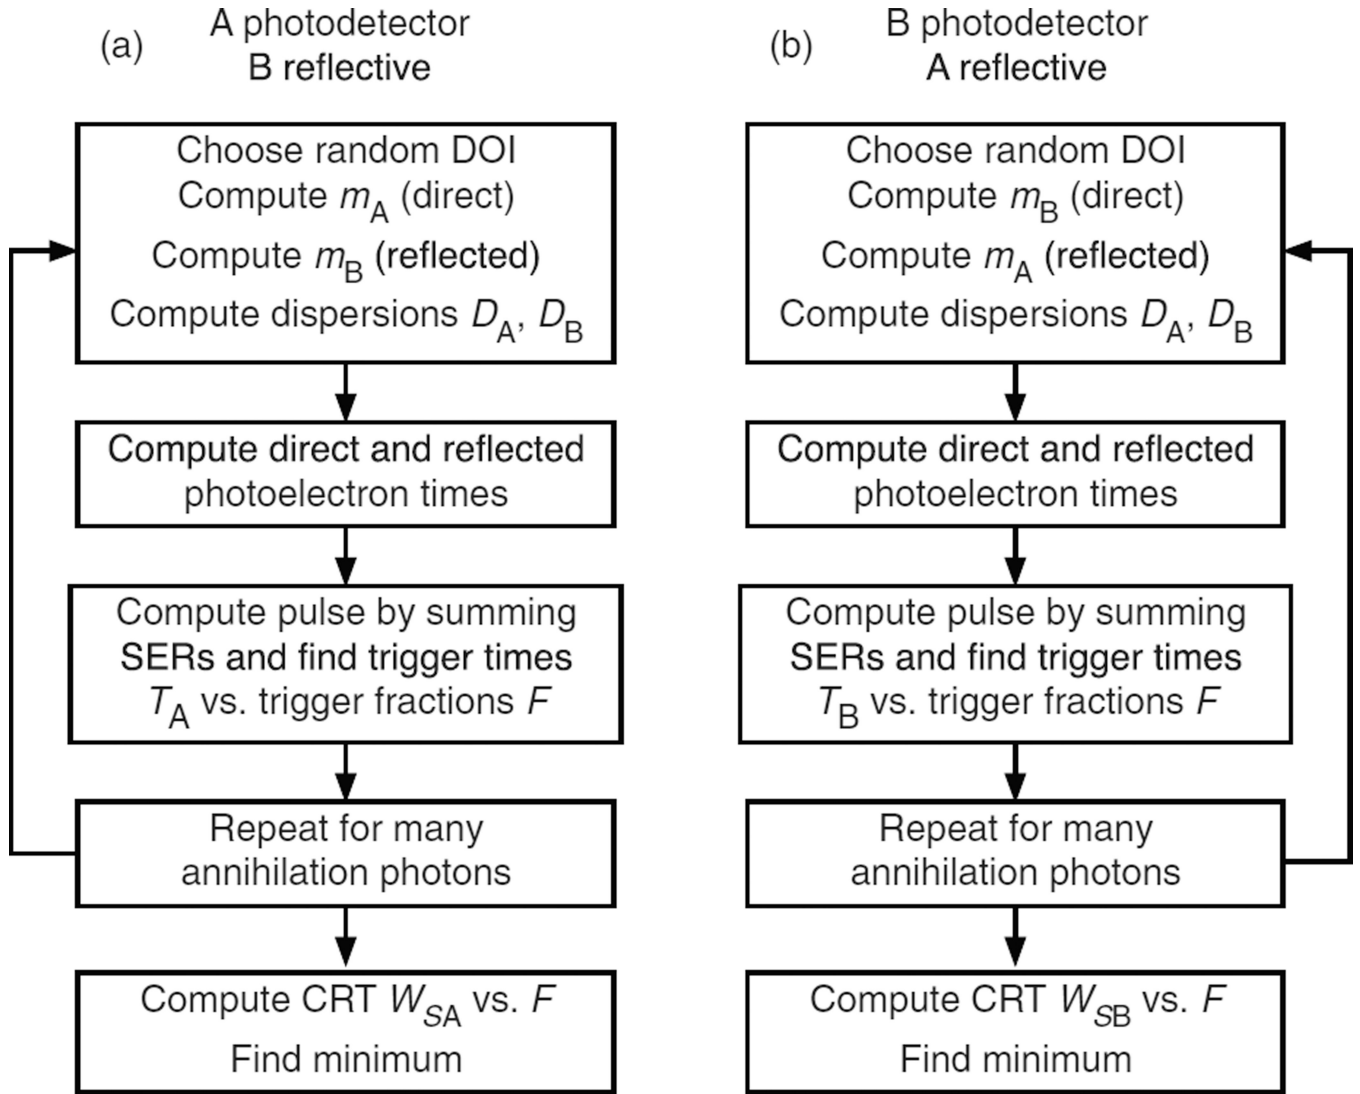 (a)
A photodetector
B reflective
Choose random DOI
Compute mA (direct)
Compute mB (reflected)
Compute dispersions DA, DB
Compute direct and reflected
photoelectron times
Compute pulse by summing
SERs and find trigger times
TA vs. trigger fractions F
Repeat for many
annihilation photons
Compute CRT WSA vs. F
Find minimum
(b)
B photodetector
A reflective
Choose random DOI
Compute mB (direct)
Compute mA (reflected)
Compute dispersions DA, DB
Compute direct and reflected
photoelectron times
Compute pulse by summing
SERs and find trigger times
TB vs. trigger fractions F
Repeat for many
annihilation photons
Compute CRT WSB vs. F
Find minimum